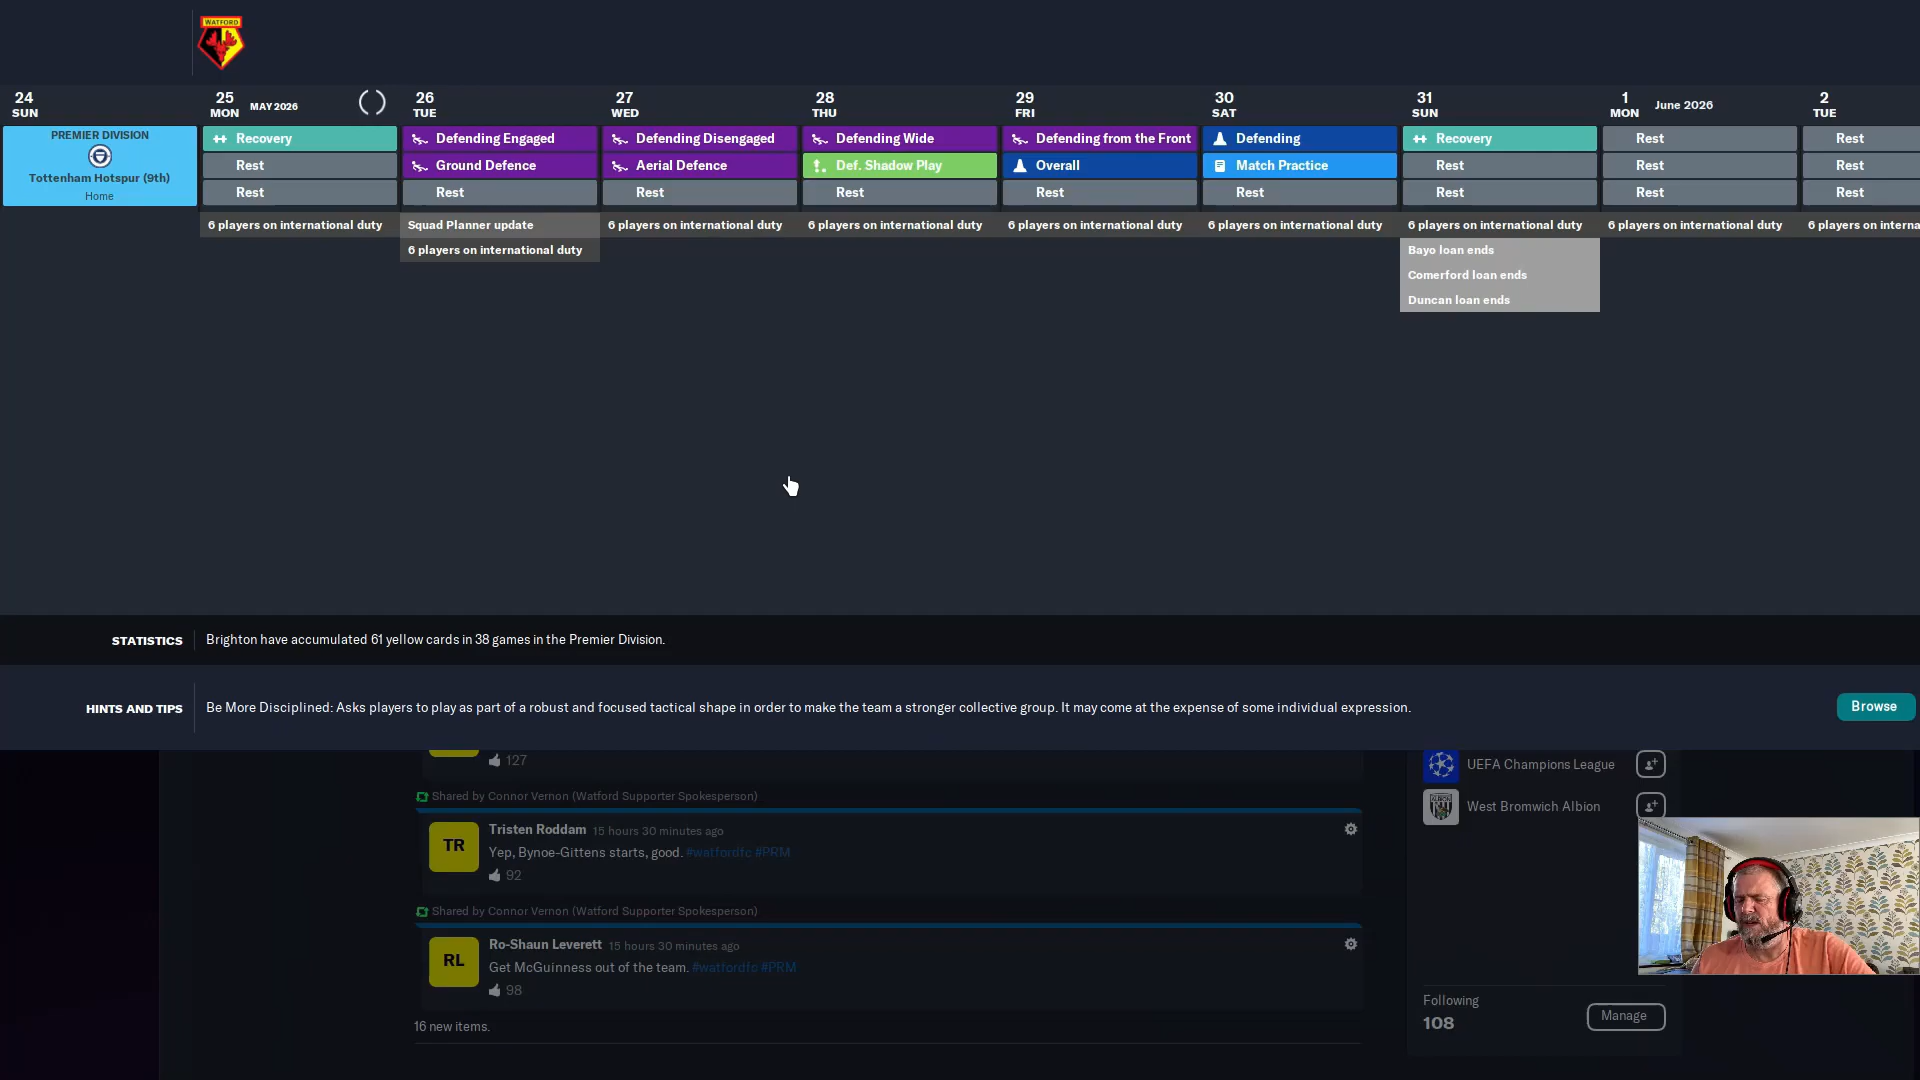 WATFORD
24
SUN
25
MON
MAY 2026
26
TUE
27
WED
28
THU
29
FRI
30
SAT
31
SUN
1
MON
June 2026
2
TUE
PREMIER DIVISION
Tottenham Hotspur (9th)
Home
Recovery
Rest
Rest
Defending Engaged
Ground Defence
Rest
Defending Disengaged
Aerial Defence
Rest
Defending Wide
Def. Shadow Play
Rest
Defending from the Front
Overall
Rest
Defending
Match Practice
Rest
Recovery
Rest
Rest
Rest
Rest
Rest
Rest
Rest
Rest
6 players on international duty
Squad Planner update
6 players on international duty
6 players on international duty
6 players on international duty
6 players on international duty
6 players on international duty
6 players on international duty
Bayo loan ends
Comerford loan ends
Duncan loan ends
6 players on international duty
6 players on interna
STATISTICS
Brighton have accumulated 61 yellow cards in 38 games in the Premier Division.
HINTS AND TIPS
Be More Disciplined: Asks players to play as part of a robust and focused tactical shape in order to make the team a stronger collective group. It may come at the expense of some individual expression.
Browse
127
Shared by Connor Vernon (Watford Supporter Spokesperson)
TR
Tristen Roddam 15 hours 30 minutes ago
Yep, Bynoe-Gittens starts, good. #watfordfc #PRM
92
Shared by Connor Vernon (Watford Supporter Spokesperson)
RL
Ro-Shaun Leverett 15 hours 30 minutes ago
Get McGuinness out of the team. #watfordfc #PRM
98
16 new items.
UEFA Champions League
West Bromwich Albion
Following
108
Manage